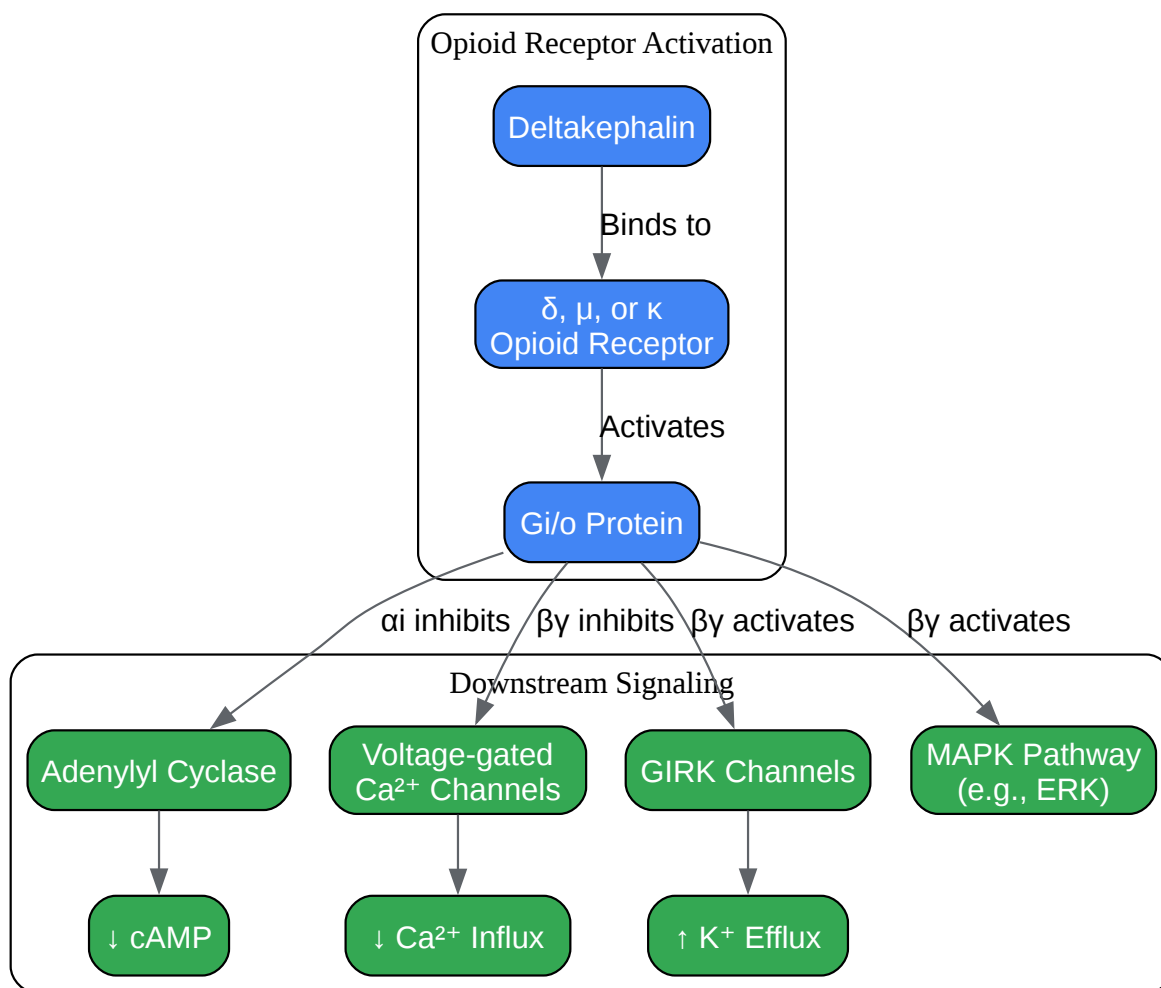 Opioid Receptor Activation
Deltakephalin
Binds to
δ, μ, or κ
Opioid Receptor
Activates
Gi/o Protein
αi inhibits
βγ inhibits
βγ activates
βγ activates
Downstream Signaling
Adenylyl Cyclase
Voltage-gated
Ca²⁺ Channels
GIRK Channels
MAPK Pathway
(e.g., ERK)
↓ cAMP
↓ Ca²⁺ Influx
↑ K⁺ Efflux